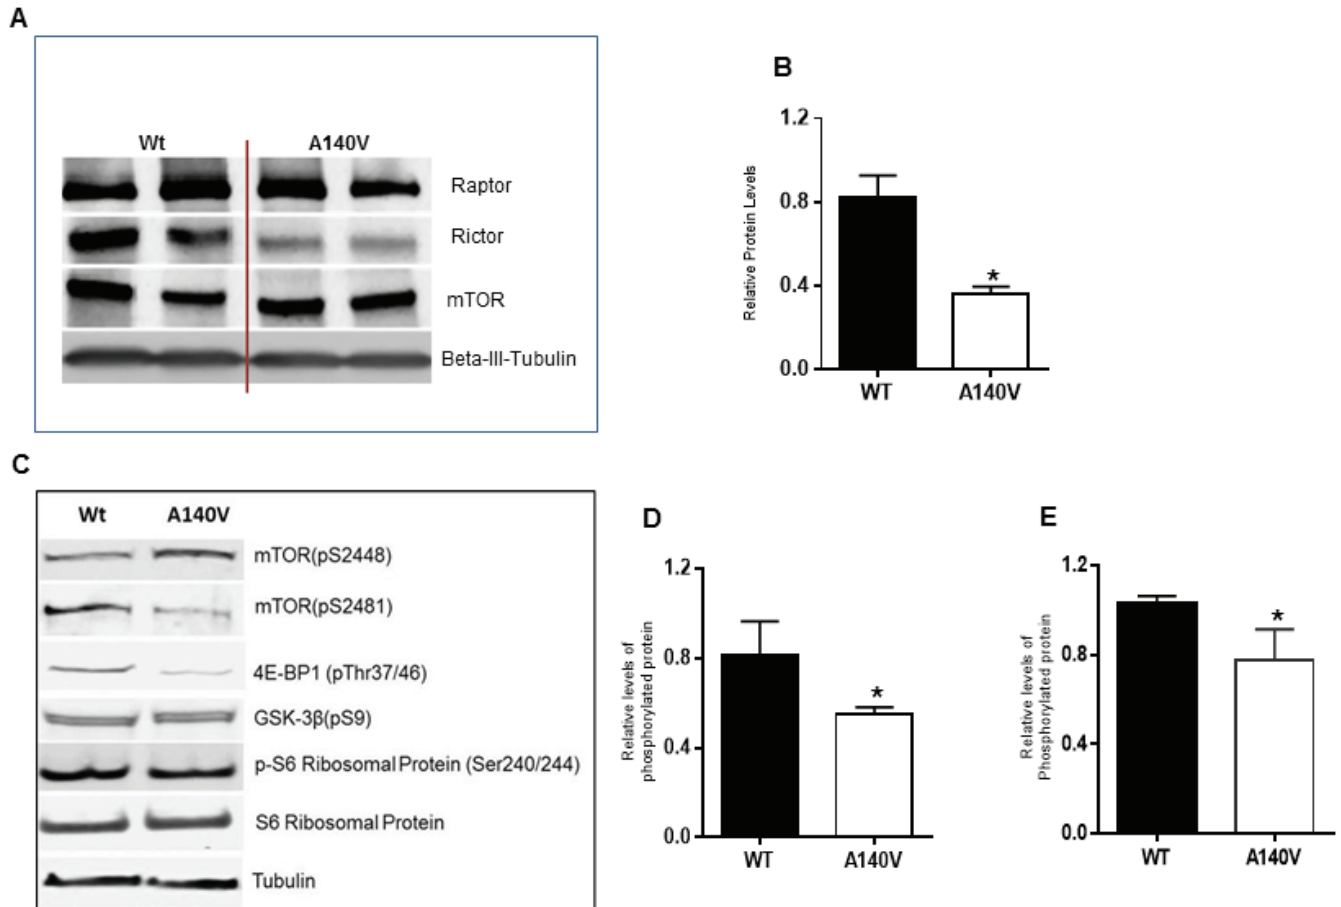 A
Wt A140V
Raptor
Rictor
mTOR
Beta-III-Tubulin
B
Relative Protein Levels
1.2
0.8
0.4
0.0
*
WT A140V
C
Wt A140V
mTOR(pS2448)
mTOR(pS2481)
4E-BP1 (pThr37/46)
GSK-3β(pS9)
p-S6 Ribosomal Protein (Ser240/244)
S6 Ribosomal Protein
Tubulin
D
Relative levels of
phosphorylated protein
1.2
0.8
0.4
0.0
*
WT A140V
E
Relative levels of
Phosphorylated protein
1.2
0.8
0.4
0.0
*
WT A140V